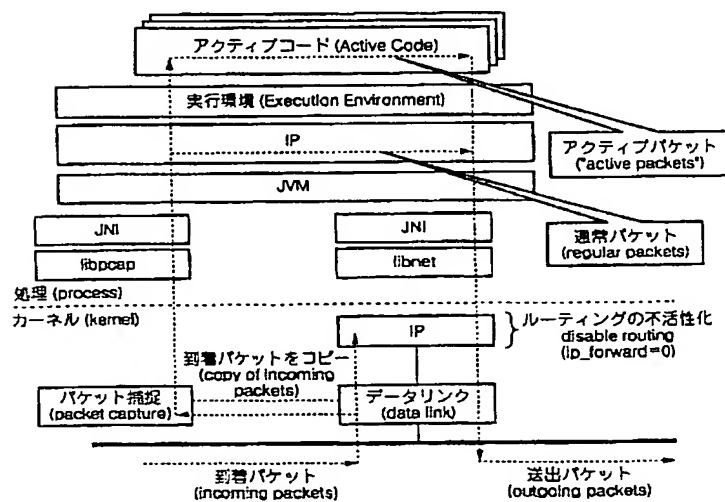 アクティブコード (Active Code)
実行環境 (Execution Environment)
IP
アクティブパケット
("active packets")
JVM
JNI
JNI
通常パケット
(regular packets)
libpcap
libnet
処理 (process)
カーネル (kernel)
IP
ルーティングの不活性化
disable routing
(ip_forward=0)
到着パケットをコピー
(copy of incoming
packets)
パケット捕捉
(packet capture)
データリンク
(data link)
到着パケット
(incoming packets)
送出パケット
(outgoing packets)